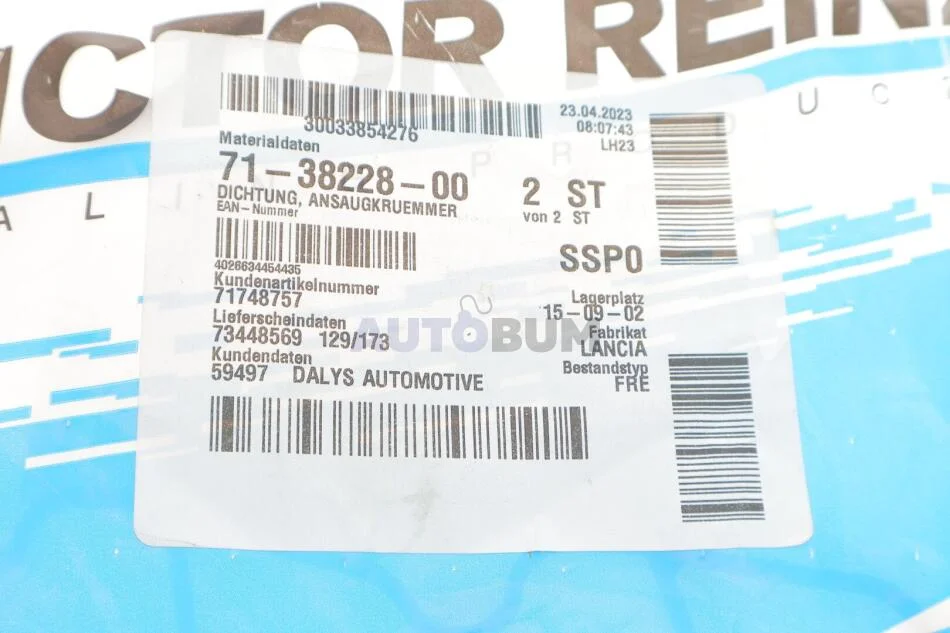 ICTOR REIN
30033854276
23.04.2023
08:07:43
LH23
Materialdaten
71-38228-00 2 ST
DICHTUNG, ANSAUGKRUEMMER von 2 ST
EAN-Nummer
SSPO
4026634454435
Kundenartikelnummer
71748757
Lagerplatz
15-09-02
Lieferscheindaten
73448569 129/173
Fabrikat
LANCIA
Kundendaten
59497 DALYS AUTOMOTIVE
Bestandstyp
FRE
AUTOBUM